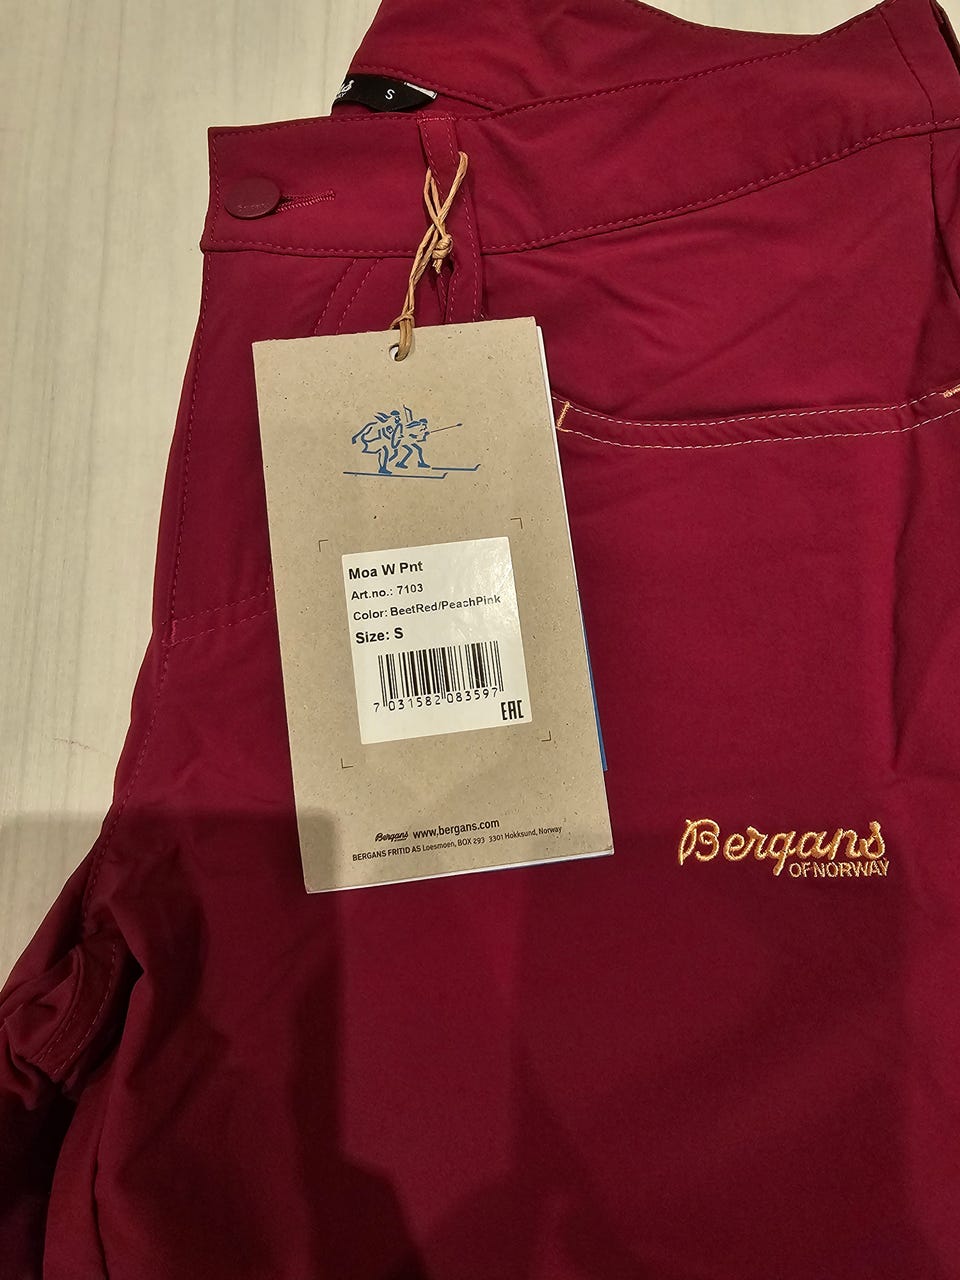 S
Bergans
Moa W Pnt
Art.no.: 7103
Color: BeetRed/PeachPink
Size: S
7 031582 083597
EAC
Bergans www.bergans.com
BERGANS FRITID AS Loesmoen, BOX 293 3301 Hokksund, Norway
Bergans
OF NORWAY